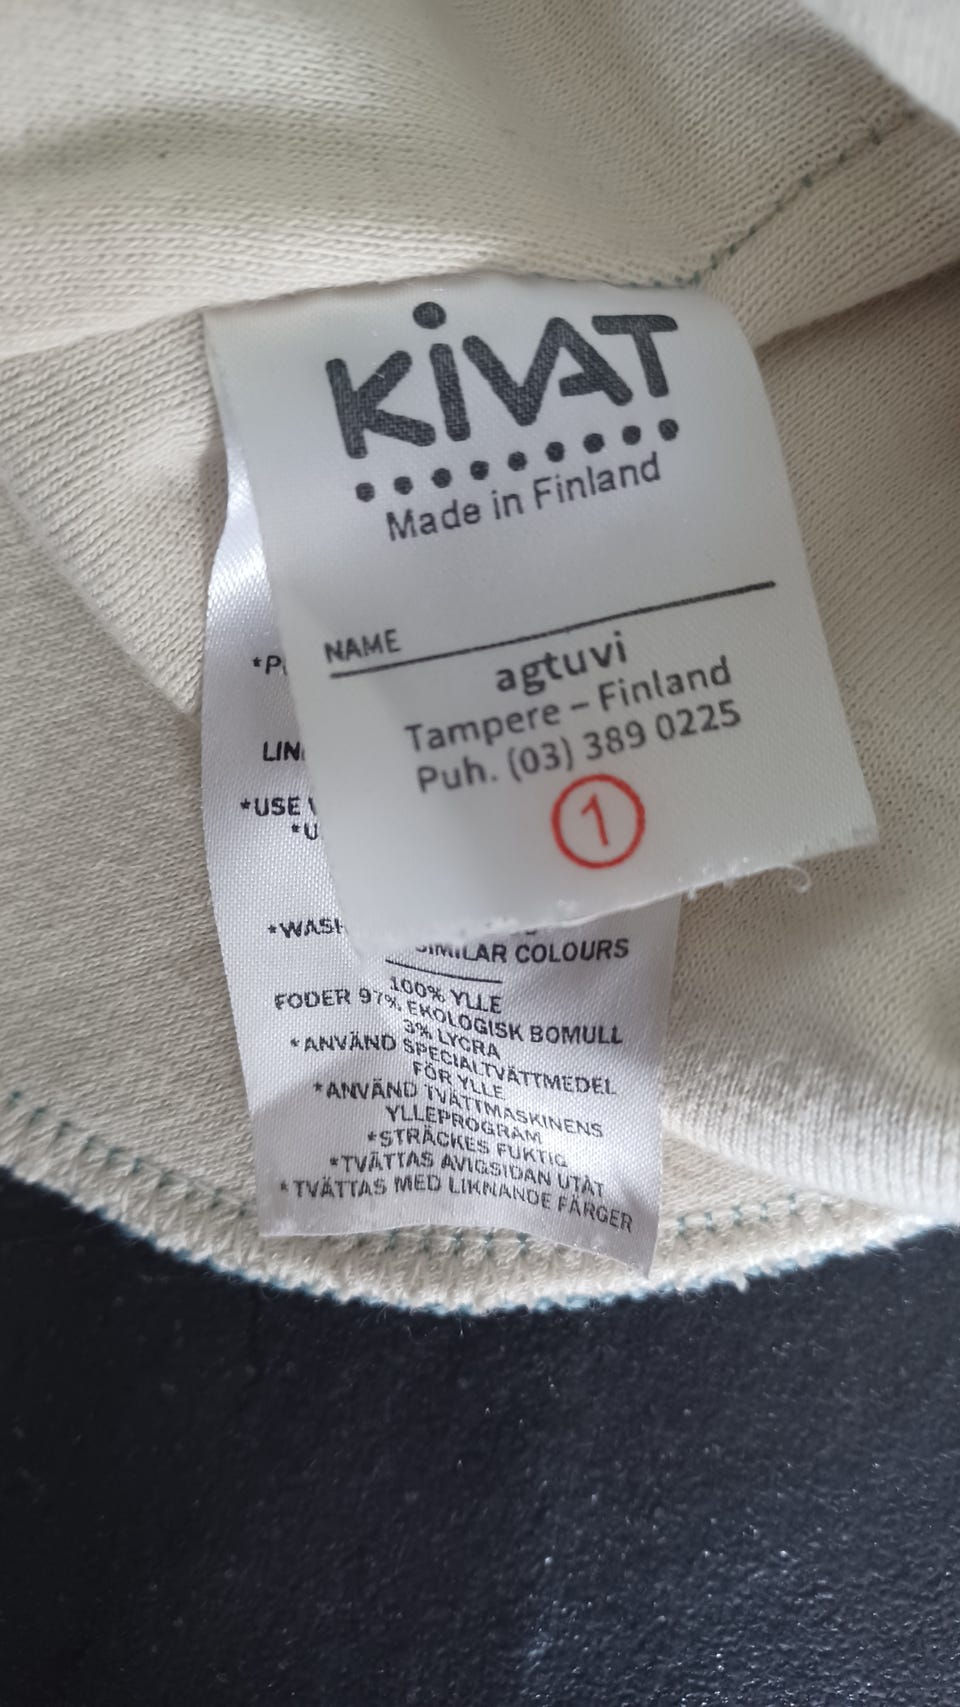 KiVAT
Made in Finland
NAME
agtuvi
Tampere – Finland
Puh. (03) 389 0225
1
LIN
*USE
*WASH
SIMILAR COLOURS
100% YLLE
FODER 97% EKOLOGISK BOMULL
3% LYCRA
*ANVÄND SPECIALTVÄTTMEDEL
FÖR YLLE
*ANVÄND TVÄTTMASKINENS
YLLEPROGRAM
*STRÄCKES FUKTIG
*TVÄTTAS AVIGSIDAN UTÅT
*TVÄTTAS MED LIKNANDE FÄRGER